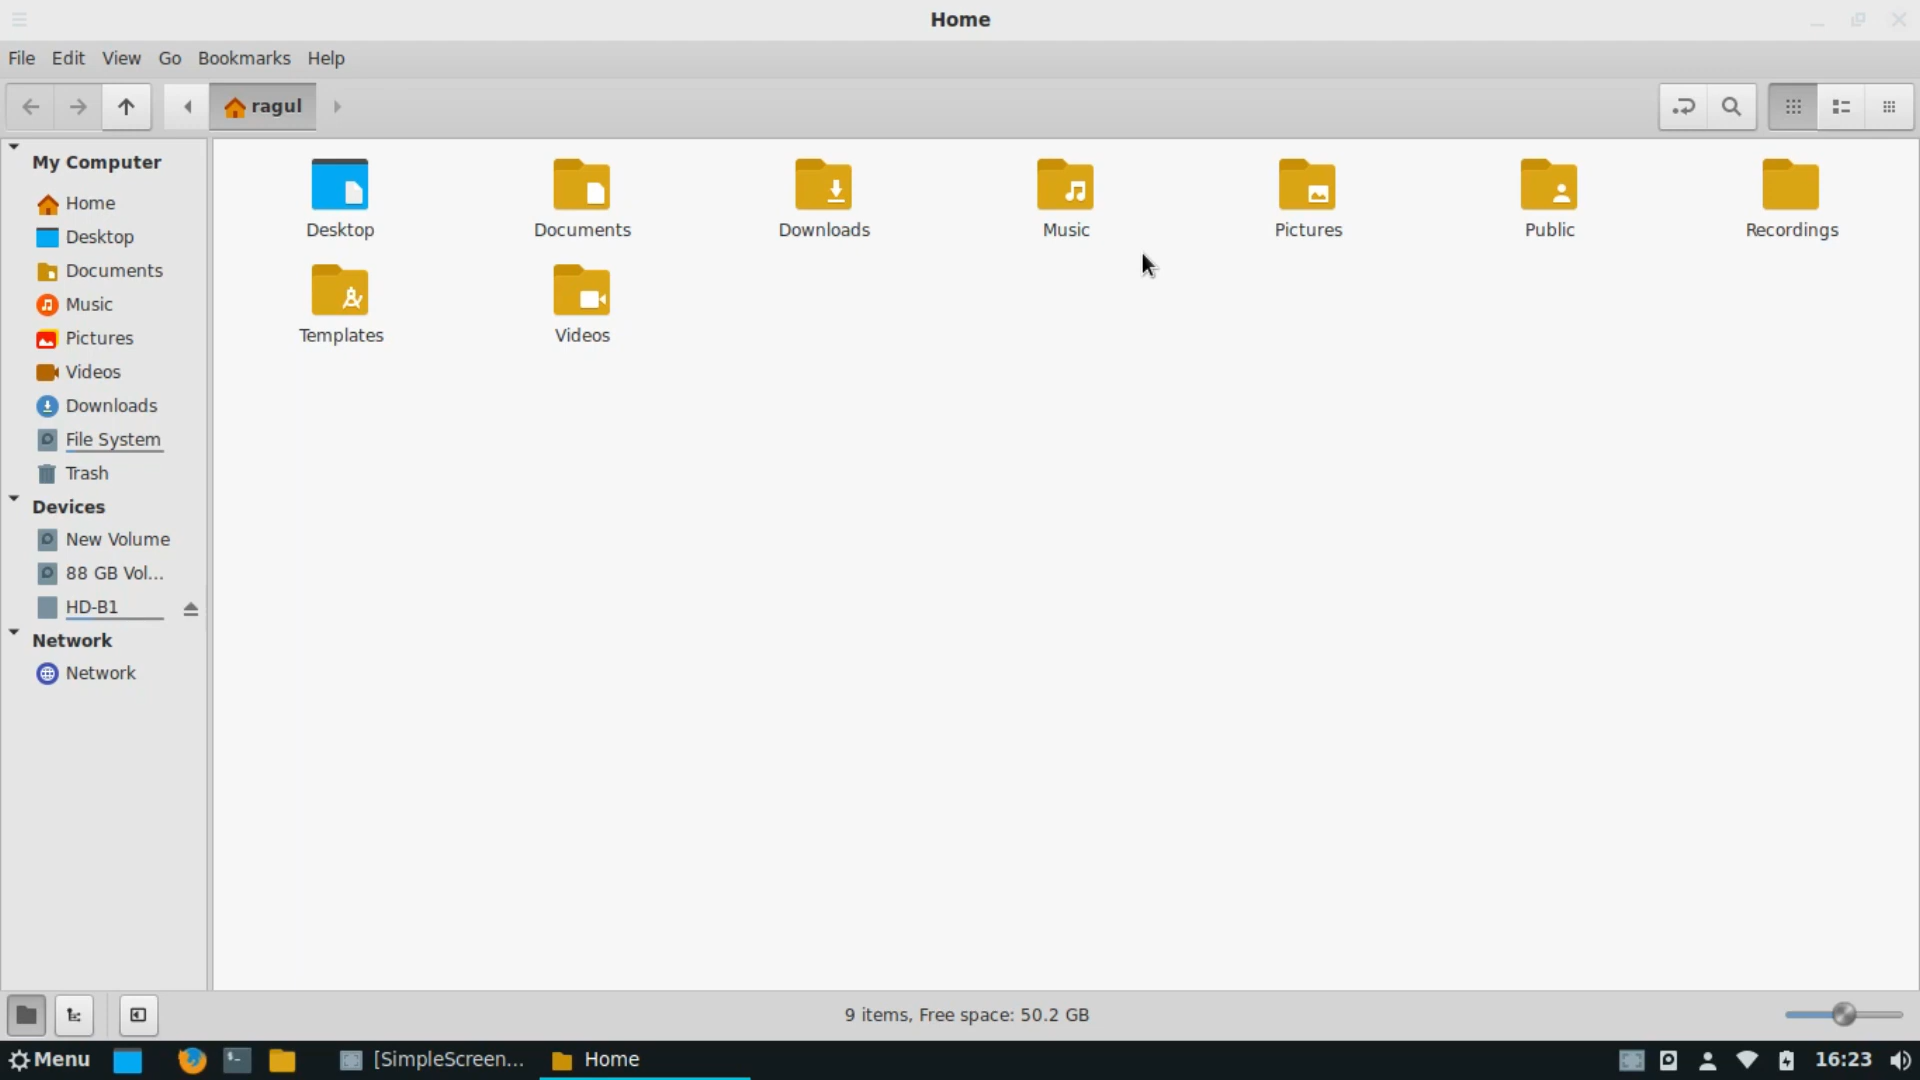 Home
File Edit View Go Bookmarks Help
ragul
My Computer
Home
Desktop
Documents
Music
Pictures
Videos
Downloads
File System
Trash
Devices
New Volume
88 GB Vol...
HD-B1
Network
Network
Desktop Documents Downloads Music Pictures Public Recordings
Templates Videos
9 items, Free space: 50.2 GB
Menu [SimpleScreen... Home 16:23